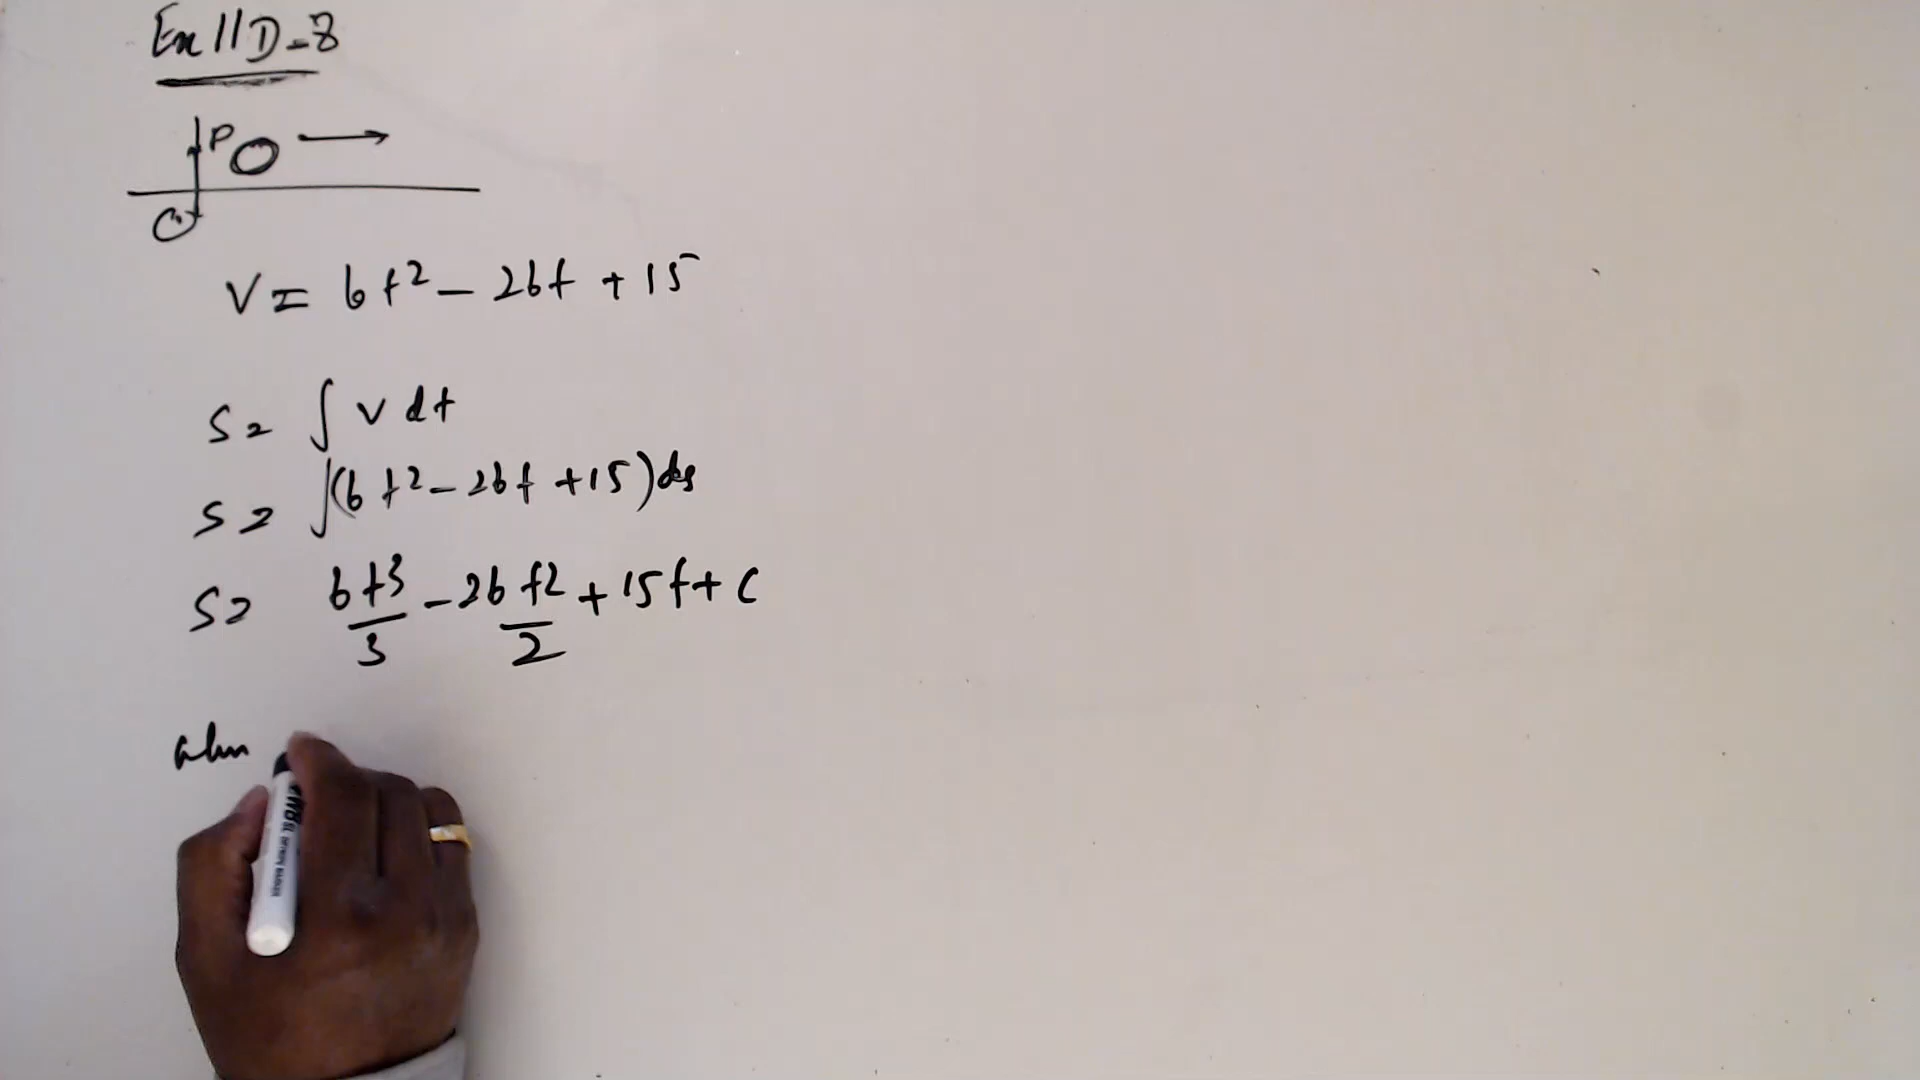 Ex 11D-8
P
O
V = 6t² - 26t + 15
S = ∫ v dt
S = ∫(6t² - 26t + 15)ds
S = 6t³/3 - 26t²/2 + 15t + C
when